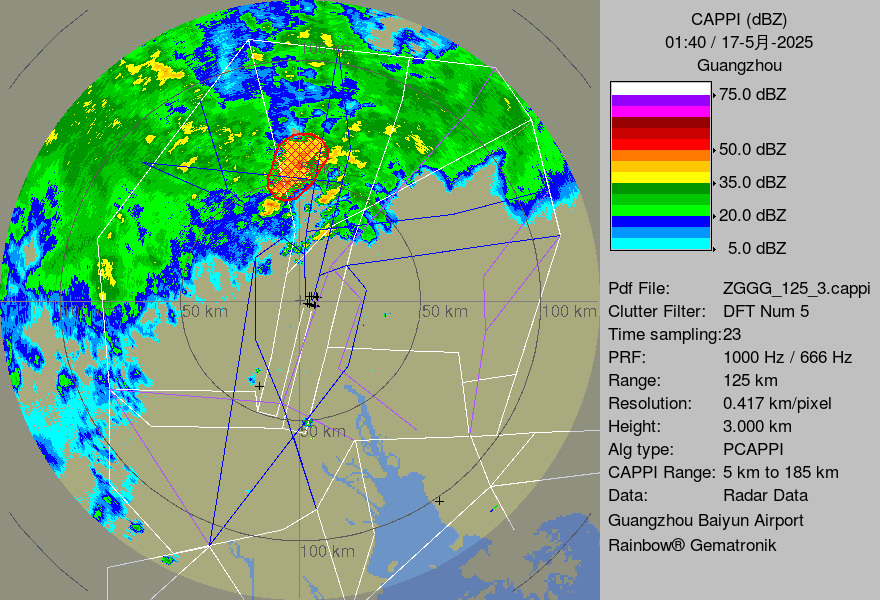 CAPPI (dBZ)
01:40 / 17-5月-2025
Guangzhou
75.0 dBZ
50.0 dBZ
35.0 dBZ
20.0 dBZ
5.0 dBZ
Pdf File: ZGGG_125_3.cappi
Clutter Filter: DFT Num 5
Time sampling:23
PRF: 1000 Hz / 666 Hz
Range: 125 km
Resolution: 0.417 km/pixel
Height: 3.000 km
Alg type: PCAPPI
CAPPI Range: 5 km to 185 km
Data: Radar Data
Guangzhou Baiyun Airport
Rainbow® Gematronik
50 km
50 km
100 km
50 km
100 km